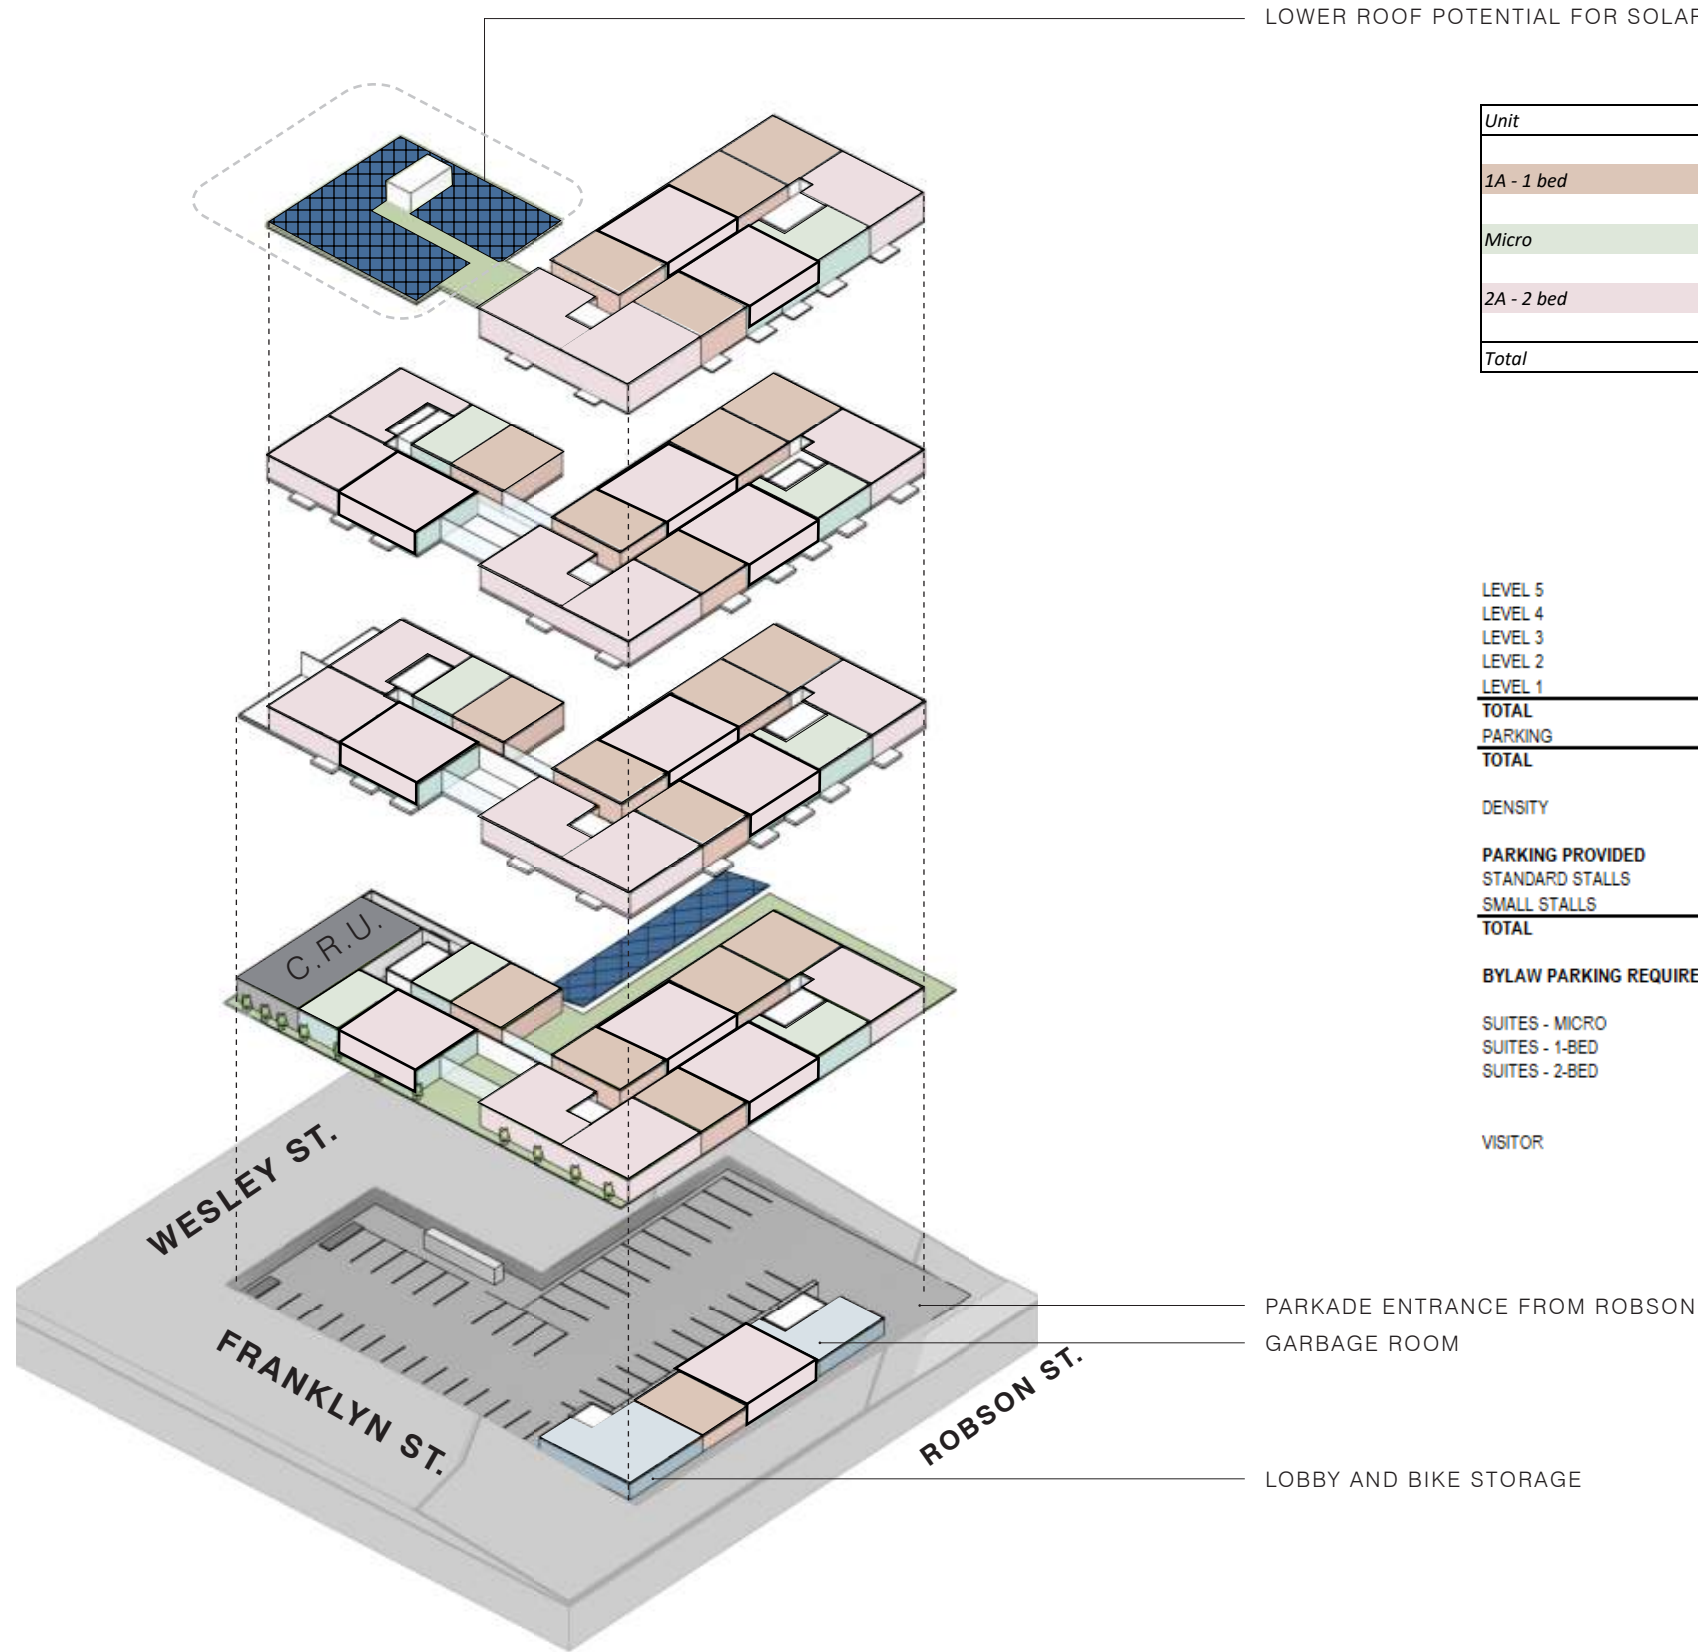 LOWER ROOF POTENTIAL FOR SOLAR
Unit
1A - 1 bed
Micro
2A - 2 bed
Total
LEVEL 5
LEVEL 4
LEVEL 3
LEVEL 2
LEVEL 1
TOTAL
PARKING
TOTAL
DENSITY
PARKING PROVIDED
STANDARD STALLS
SMALL STALLS
TOTAL
BYLAW PARKING REQUIRE
SUITES - MICRO
SUITES - 1-BED
SUITES - 2-BED
VISITOR
C.R.U.
WESLEY ST.
FRANKLYN ST.
ROBSON ST.
PARKADE ENTRANCE FROM ROBSON
GARBAGE ROOM
LOBBY AND BIKE STORAGE